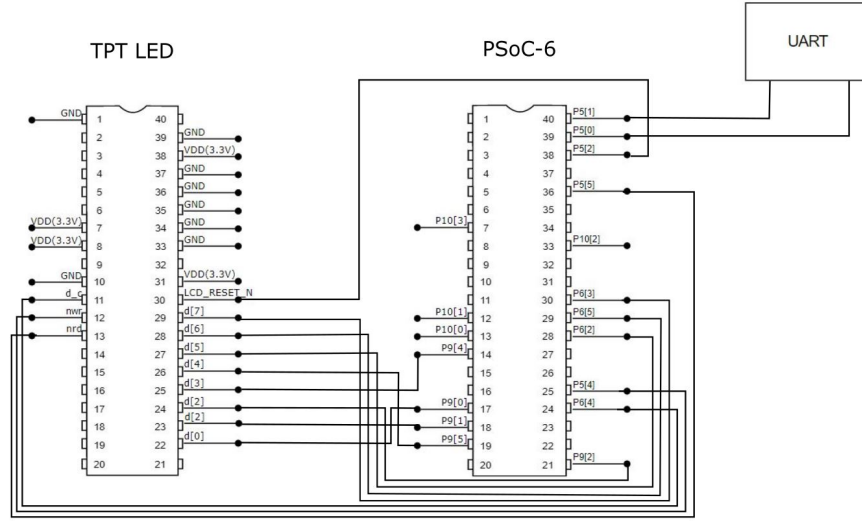 UART
TPT LED
PSoC-6
GND
1
40
2
39
GND
3
38
VDD(3.3V)
4
37
GND
5
36
GND
6
35
GND
VDD(3.3V)
7
34
GND
VDD(3.3V)
8
33
GND
9
32
GND
10
31
VDD(3.3V)
d_c
11
30
LCD_RESET_N
nwr
12
29
d[7]
nrd
13
28
d[6]
14
27
d[5]
15
26
d[4]
16
25
d[3]
17
24
d[2]
18
23
d[2]
19
22
d[0]
20
21
1
40
P5[1]
2
39
P5[0]
3
38
P5[2]
4
37
5
36
P5[5]
6
35
P10[3]
7
34
8
33
P10[2]
9
32
10
31
11
30
P6[3]
P10[1]
12
29
P6[5]
P10[0]
13
28
P6[2]
P9[4]
14
27
15
26
16
25
P5[4]
P9[0]
17
24
P6[4]
P9[1]
18
23
P9[5]
19
22
20
21
P9[2]